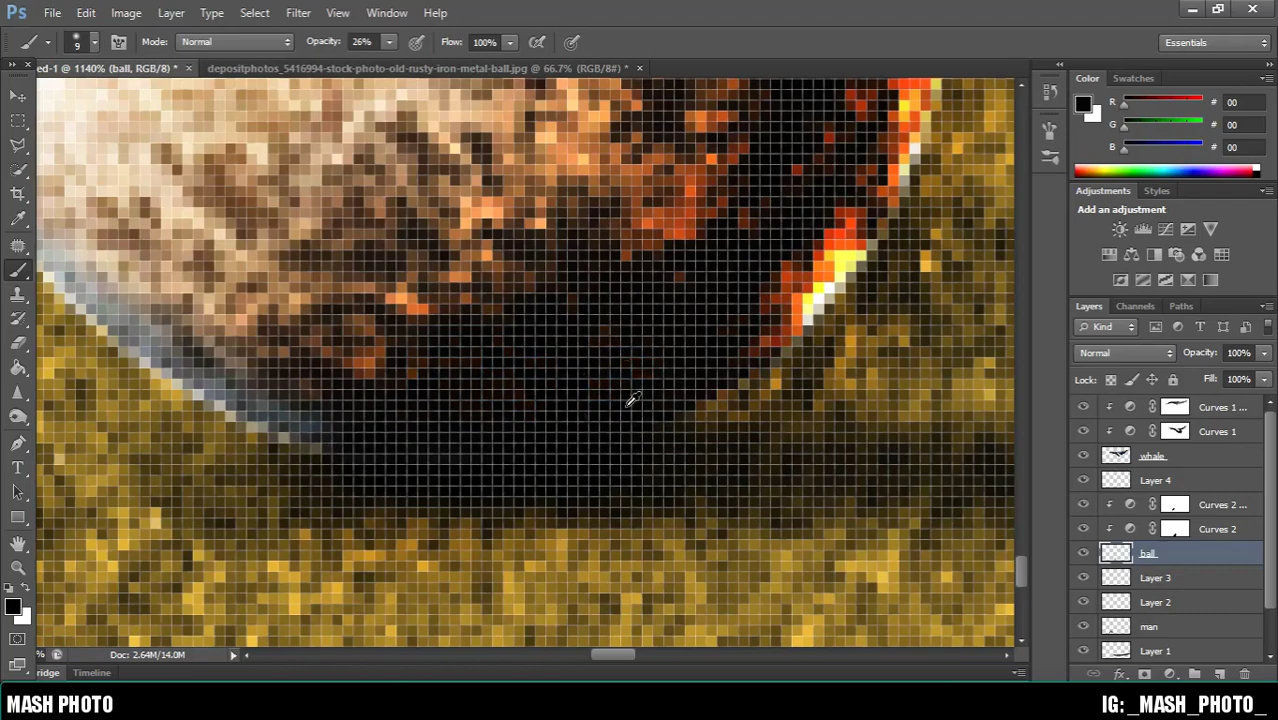 Ps File Edit Image Layer Type Select Filter View Window Help
9 Mode: Normal Opacity: 26% Flow: 100% Essentials
ed-1 @ 1140% (ball, RGB/8) * × depositphotos_5416994-stock-photo-old-rusty-iron-metal-ball.jpg @ 66.7% (RGB/8#) * ×
Color Swatches
R # 00
G # 00
B # 00
Adjustments Styles
Add an adjustment
Layers Channels Paths
Kind
Normal Opacity: 100%
Lock: Fill: 100%
Curves 1 ...
Curves 1
whale
Layer 4
Curves 2 ...
Curves 2
ball
Layer 3
Layer 2
man
Layer 1
% Doc: 2.64M/14.0M
ridge Timeline
MASH PHOTO IG: _MASH_PHOTO_